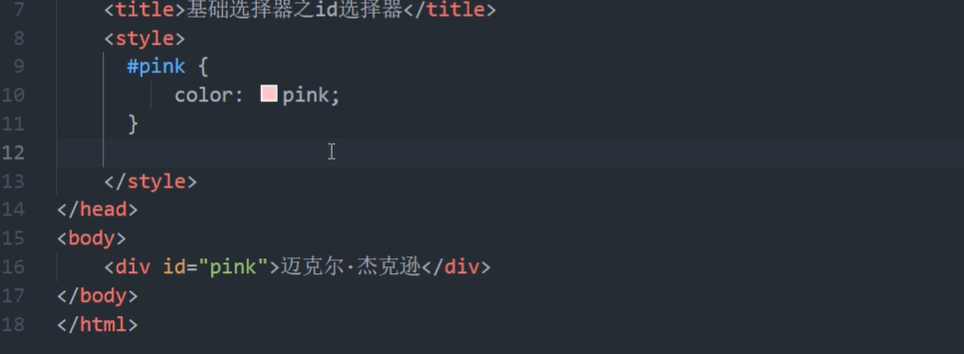 7 <title>基础选择器之id选择器</title>
8 <style>
9 #pink {
10 color: pink;
11 }
12
13 </style>
14 </head>
15 <body>
16 <div id="pink">迈克尔·杰克逊</div>
17 </body>
18 </html>